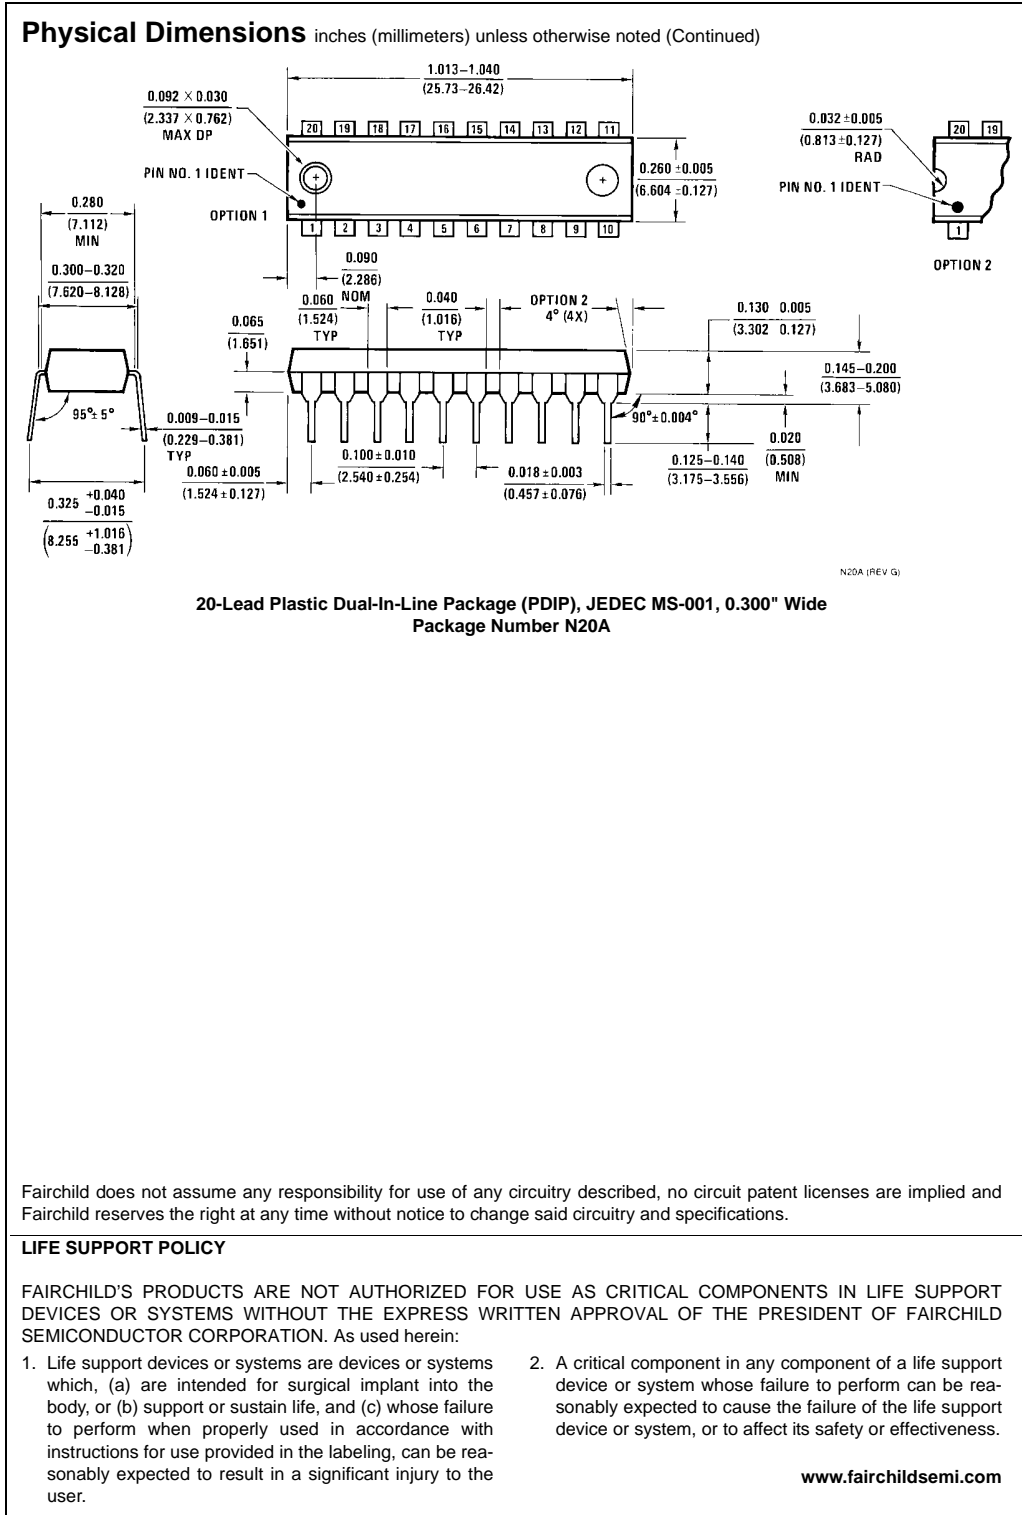 Physical Dimensions inches (millimeters) unless otherwise noted (Continued)
1.013–1.040
(25.73–26.42)
0.092 × 0.030
(2.337 × 0.762)
MAX DP
20 19 18 17 16 15 14 13 12 11
PIN NO. 1 IDENT
OPTION 1
1 2 3 4 5 6 7 8 9 10
0.260 ±0.005
(6.604 ±0.127)
0.032 ±0.005
(0.813 ±0.127)
RAD
PIN NO. 1 IDENT
20 19
1
OPTION 2
0.280
(7.112)
MIN
0.300–0.320
(7.620–8.128)
0.090
(2.286)
NOM
0.060
(1.524)
TYP
0.040
(1.016)
TYP
OPTION 2
4° (4X)
0.065
(1.651)
0.130 0.005
(3.302 0.127)
0.145–0.200
(3.683–5.080)
95° ± 5°
0.009–0.015
(0.229–0.381)
TYP
90° ± 0.004°
0.020
(0.508)
MIN
0.125–0.140
(3.175–3.556)
0.100 ± 0.010
(2.540 ± 0.254)
0.018 ± 0.003
(0.457 ± 0.076)
0.060 ± 0.005
(1.524 ± 0.127)
0.325 +0.040
–0.015
(8.255 +1.016
–0.381)
N20A (REV G)
20-Lead Plastic Dual-In-Line Package (PDIP), JEDEC MS-001, 0.300" Wide
Package Number N20A
Fairchild does not assume any responsibility for use of any circuitry described, no circuit patent licenses are implied and
Fairchild reserves the right at any time without notice to change said circuitry and specifications.
LIFE SUPPORT POLICY
FAIRCHILD'S PRODUCTS ARE NOT AUTHORIZED FOR USE AS CRITICAL COMPONENTS IN LIFE SUPPORT
DEVICES OR SYSTEMS WITHOUT THE EXPRESS WRITTEN APPROVAL OF THE PRESIDENT OF FAIRCHILD
SEMICONDUCTOR CORPORATION. As used herein:
1. Life support devices or systems are devices or systems
which, (a) are intended for surgical implant into the
body, or (b) support or sustain life, and (c) whose failure
to perform when properly used in accordance with
instructions for use provided in the labeling, can be rea-
sonably expected to result in a significant injury to the
user.
2. A critical component in any component of a life support
device or system whose failure to perform can be rea-
sonably expected to cause the failure of the life support
device or system, or to affect its safety or effectiveness.
www.fairchildsemi.com